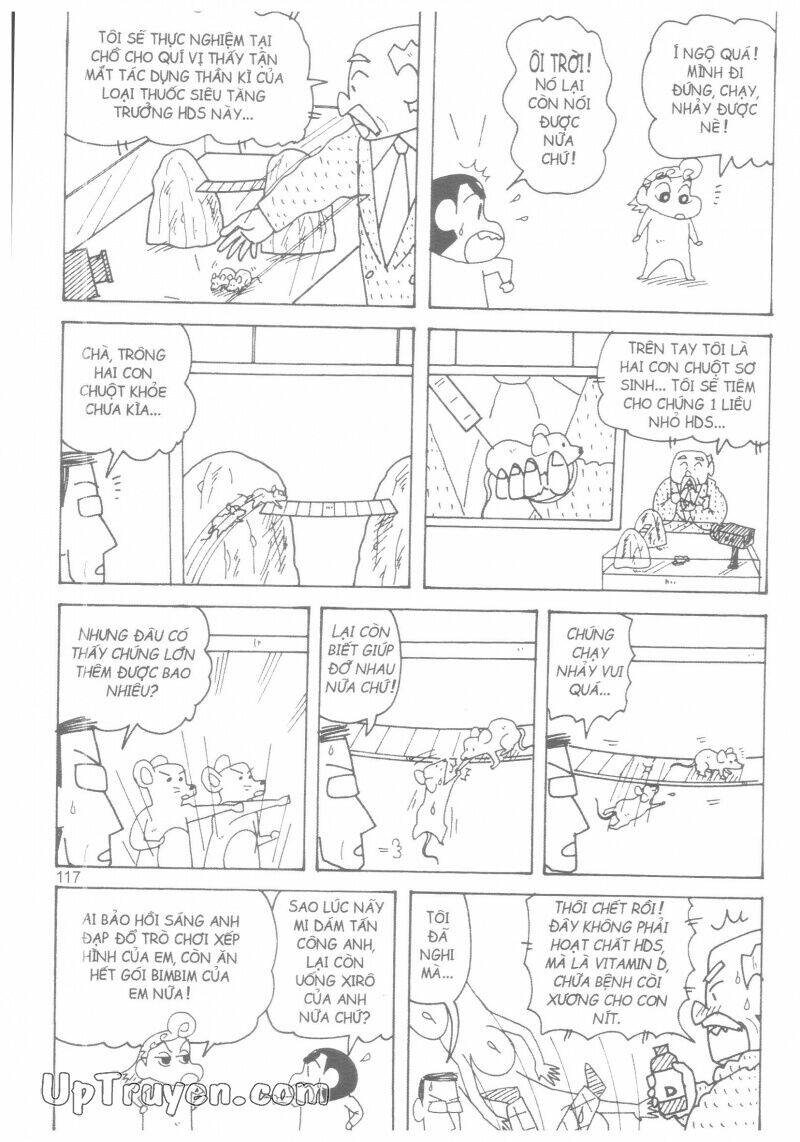 Í NGỘ QUÁ!
MÌNH ĐI
ĐỨNG, CHẠY,
NHẢY ĐƯỢC
NÈ!
ÔI TRỜI!
NÓ LẠI
CÒN NÓI
ĐƯỢC
NỮA
CHỨ!
TÔI SẼ THỰC NGHIỆM TẠI
CHỖ CHO QUÍ VỊ THẤY TẬN
MẮT TÁC DỤNG THẦN KÌ CỦA
LOẠI THUỐC SIÊU TĂNG
TRƯỞNG HDS NÀY...
TRÊN TAY TÔI LÀ
HAI CON CHUỘT SƠ
SINH... TÔI SẼ TIÊM
CHO CHÚNG 1 LIỀU
NHỎ HDS...
CHÀ, TRÔNG
HAI CON
CHUỘT KHỎE
CHƯA KÌA...
CHÚNG
CHẠY
NHẢY VUI
QUÁ...
LẠI CÒN
BIẾT GIÚP
ĐỠ NHAU
NỮA CHỨ!
NHƯNG ĐÂU CÓ
THẤY CHÚNG LỚN
THÊM ĐƯỢC BAO
NHIÊU?
117
THÔI CHẾT RỒI!
ĐÂY KHÔNG PHẢI
HOẠT CHẤT HDS,
MÀ LÀ VITAMIN D,
CHỮA BỆNH CÒI
XƯƠNG CHO CON
NÍT.
D
TÔI
ĐÃ
NGHI
MÀ...
SAO LÚC NÃY
MI DÁM TẤN
CÔNG ANH,
LẠI CÒN
UỐNG XIRÔ
CỦA ANH
NỮA CHỨ?
AI BẢO HỒI SÁNG ANH
ĐẠP ĐỔ TRÒ CHƠI XẾP
HÌNH CỦA EM, CÒN ĂN
HẾT GÓI BIMBIM CỦA
EM NỮA!
UpTruyen.com